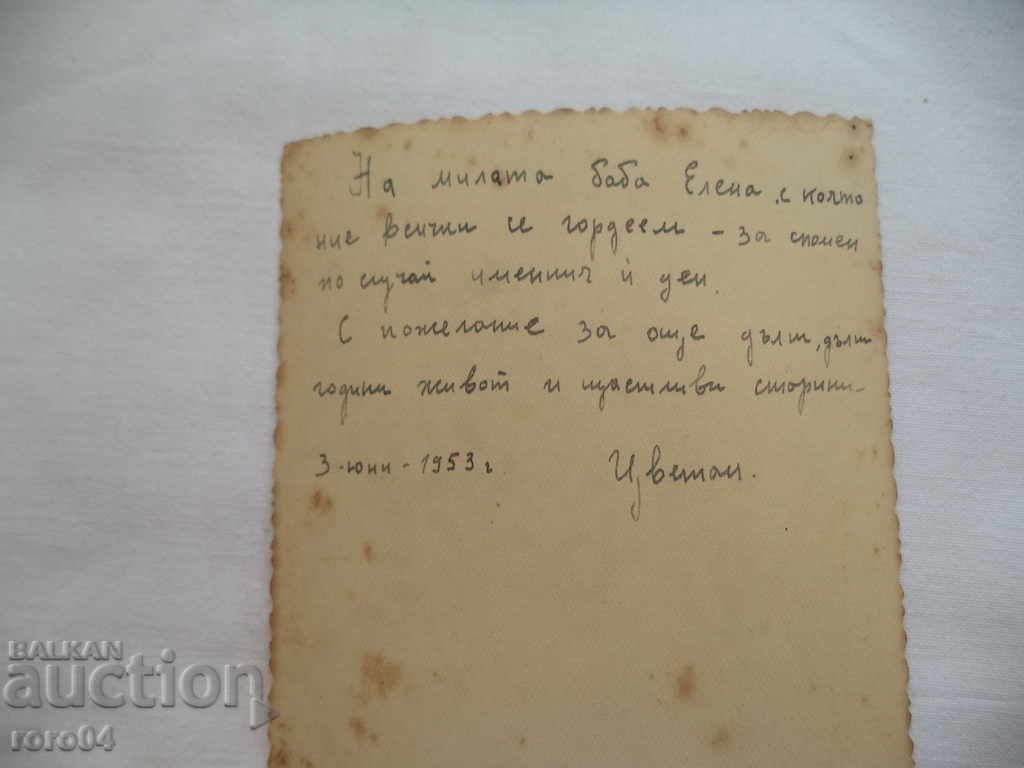 На милата баба Елена, с която
ние всички се гордеем – за спомен
по случай именния ѝ ден.
С пожелание за още дълги, дълги
години живот и щастливи старини –
3-юни-1953 г.
Цветан.
BALKAN
auction
roro04